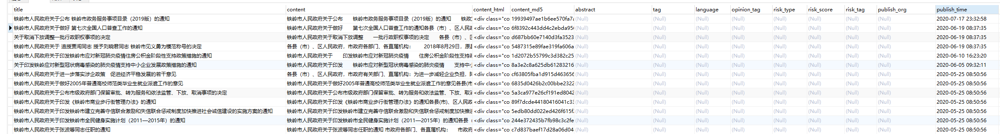 title content content_html content_md5 abstract tag language opinion_tag risk_type risk_score risk_tag publish_org publish_time
铁岭市人民政府关于公布 铁岭市政务服务事项目录（2019版）的通知 铁岭市人民政府关于公布 铁岭市政务服务事项目录（2019版）的通知 铁政 <div class="co 19939497ae1b6ee570fa7a (Null) (Null) (Null) (Null) (Null) (Null) (Null) (Null) 2020-07-17 23:32:58
铁岭市人民政府关于做好 第七次全国人口普查工作的通知 铁岭市人民政府关于做好 第七次全国人口普查工作的通知各县（市）、区人民政 <div class="co 6f8392c443dd4c2ebda956 (Null) (Null) (Null) (Null) (Null) (Null) (Null) (Null) 2020-06-19 08:37:35
关于取消下放调整一批行政职权事项的决定 铁岭市人民政府关于取消下放调整 一批行政职权事项的决定 各县（市）、区 <div class="co d687bb60e7140d3fa3523 (Null) (Null) (Null) (Null) (Null) (Null) (Null) (Null) 2020-06-19 08:37:35
铁岭市人民政府关于 追授贾闯同志 授予刘晓君同志 铁岭市见义勇为模范称号的决定 各县（市）、区人民政府，市政府各部门、各直属机构： 2018年8月29日，原昌 <div class="co 5487315e89fae319fa606a (Null) (Null) (Null) (Null) (Null) (Null) (Null) (Null) 2020-06-19 08:37:35
铁岭市人民政府关于印发铁岭市应对新冠肺炎疫情住房公积金阶段性支持政策措施的通知 铁岭市人民政府关于 印发铁岭市应对新冠肺炎疫情 住房公积金阶段性支持政 <div class="co 1d2072b55799c3d382c25 (Null) (Null) (Null) (Null) (Null) (Null) (Null) (Null) 2020-06-10 16:23:20
关于印发铁岭应对新型冠状病毒感染的肺炎疫情支持中小企业发展政策措施的通知 铁岭市人民政府关于印发 铁岭市应对新型冠状病毒感染的肺炎疫情 支持中小 <div class="co 8a3e2c8a625db61283216 (Null) (Null) (Null) (Null) (Null) (Null) (Null) (Null) 2020-06-05 09:32:11
铁岭市人民政府关于进一步落实涉企政策 促进经济平稳发展的若干意见 各县（市）、区人民政府，市政府有关部门、直属机构：为进一步减轻企业负担，降 <div class="co cf63805fba1d915d463656 (Null) (Null) (Null) (Null) (Null) (Null) (Null) (Null) 2020-05-25 08:50:56
铁岭市人民政府关于做好2005年普通高校师范类毕业生就业派遣工作的意见 铁岭市人民政府关于做好2005年普通高校师范类毕业生就业派遣工作的意见各县(市 <div class="co 6835d0426b2c00bbe2322 (Null) (Null) (Null) (Null) (Null) (Null) (Null) (Null) 2020-05-25 08:50:56
铁岭市人民政府关于公布市级政府部门保留审批、转为服务和依法监管、下放、取消事项的决定 铁岭市人民政府关于公布市级政府部门保留审批、转为服务和依法监管、下放、取消 <div class="co 5a3ca977e26cf191ed8042 (Null) (Null) (Null) (Null) (Null) (Null) (Null) (Null) 2020-05-25 08:50:56
铁岭市人民政府关于印发《铁岭市商业步行街管理办法》的通知 铁岭市人民政府关于印发《铁岭市商业步行街管理办法》的通知各县(市)、区人民政 <div class="co 89f7dcde44180416041c33 (Null) (Null) (Null) (Null) (Null) (Null) (Null) (Null) 2020-05-25 08:50:56
铁岭市人民政府关于印发铁岭市建立完善守信联合激励和失信联合惩戒制度加快推进社会诚信建设的实施方案的通知 铁岭市人民政府关于印发铁岭市建立完善守信联合激励和失信联合惩戒制度加快推进 <div class="co 5edb80dd022ed426f615f (Null) (Null) (Null) (Null) (Null) (Null) (Null) (Null) 2020-05-25 08:50:56
铁岭市人民政府关于印发铁岭市全民健身实施计划（2011—2015年）的通知 铁岭市人民政府关于印发铁岭市全民健身实施计划（2011—2015年）的通知各县（ <div class="co 244e372435b7fb98c3c2fe (Null) (Null) (Null) (Null) (Null) (Null) (Null) (Null) 2020-05-25 08:50:56
铁岭市人民政府关于张波等同志任职的通知 铁岭市人民政府关于张波等同志任职的通知 市政府各部门、各直属机构： 市政府 <div class="co c7d837baef17d28a06d04 (Null) (Null) (Null) (Null) (Null) (Null) (Null) (Null) 2020-05-25 08:50:56